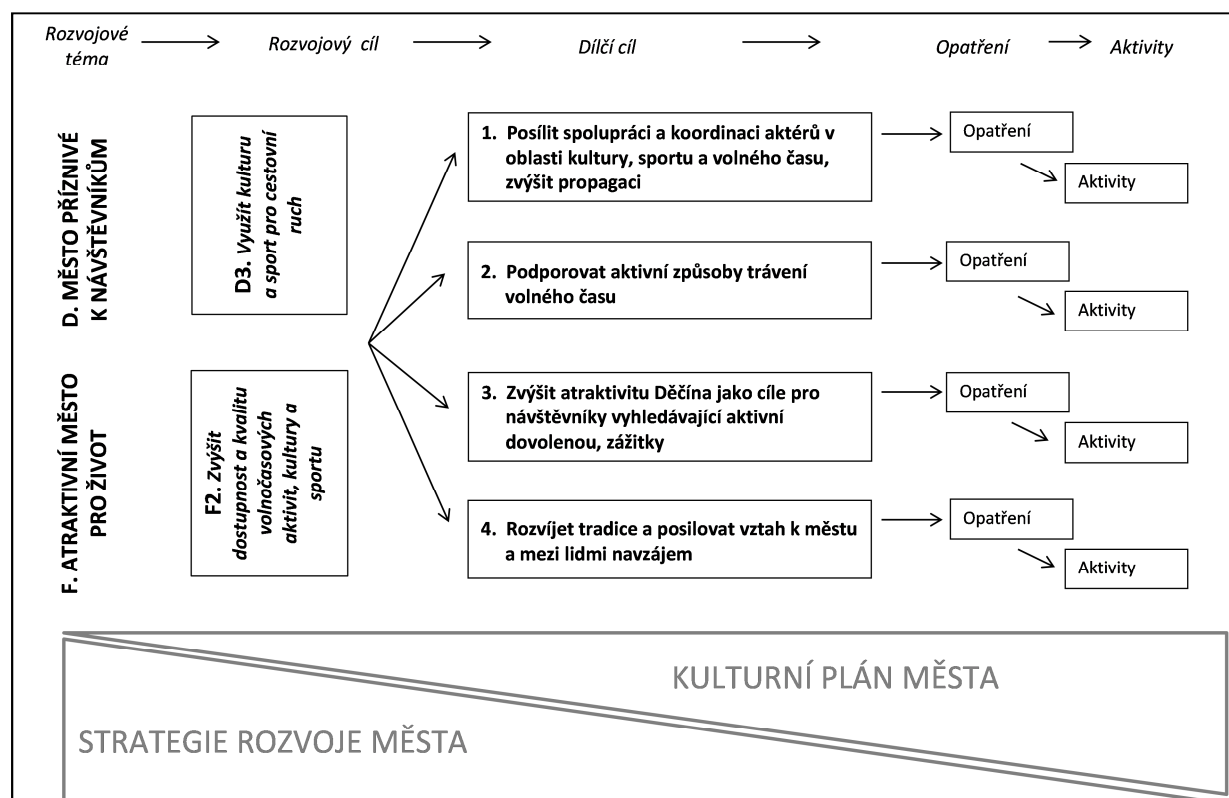 Rozvojové
téma
Rozvojový cíl
Dílčí cíl
Opatření
Aktivity
D. MĚSTO PŘÍZNIVÉ
K NÁVŠTĚVNÍKŮM
D3. Využít kulturu
a sport pro cestovní
ruch
1. Posílit spolupráci a koordinaci aktérů v
oblasti kultury, sportu a volného času,
zvýšit propagaci
Opatření
Aktivity
2. Podporovat aktivní způsoby trávení
volného času
Opatření
Aktivity
F. ATRAKTIVNÍ MĚSTO
PRO ŽIVOT
F2. Zvýšit
dostupnost a kvalitu
volnočasových
aktivit, kultury a
sportu
3. Zvýšit atraktivitu Děčína jako cíle pro
návštěvníky vyhledávající aktivní
dovolenou, zážitky
Opatření
Aktivity
4. Rozvíjet tradice a posilovat vztah k městu
a mezi lidmi navzájem
Opatření
Aktivity
KULTURNÍ PLÁN MĚSTA
STRATEGIE ROZVOJE MĚSTA